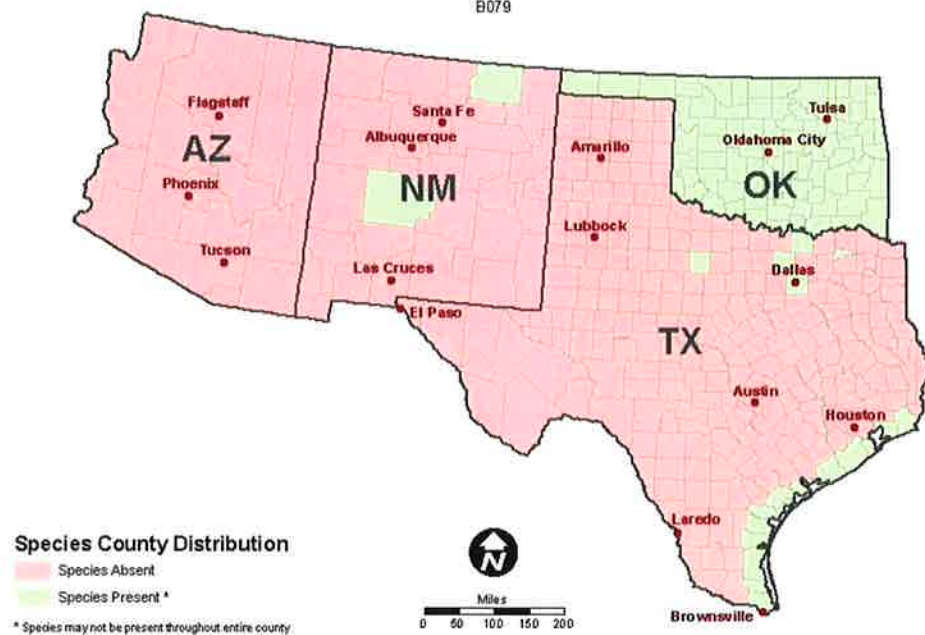 B079
Flagstaff
AZ
Phoenix
Tucson
Santa Fe
Albuquerque
NM
Las Cruces
El Paso
Amarillo
Lubbock
Tulsa
Oklahoma City
OK
Dallas
TX
Austin
Houston
Laredo
Brownsville
Species County Distribution
Species Absent
Species Present *
* Species may not be present throughout entire county
N
Miles
0 50 100 150 200